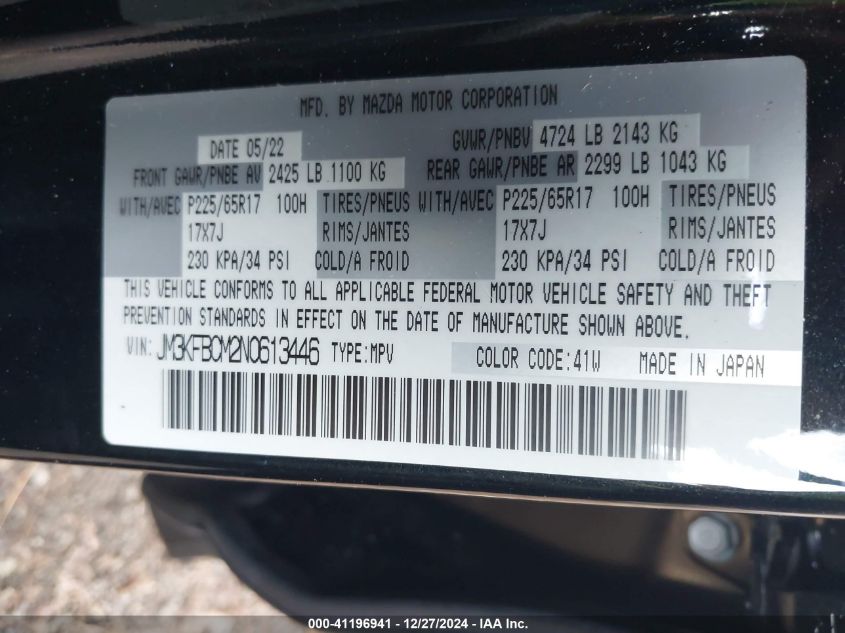 MFD. BY MAZDA MOTOR CORPORATION
DATE 05/22 GVWR/PNBV 4724 LB 2143 KG
FRONT GAWR/PNBE AV 2425 LB 1100 KG REAR GAWR/PNBE AR 2299 LB 1043 KG
WITH/AVEC P225/65R17 100H TIRES/PNEUS WITH/AVEC P225/65R17 100H TIRES/PNEUS
17X7J RIMS/JANTES 17X7J RIMS/JANTES
230 KPA/34 PSI COLD/A FROID 230 KPA/34 PSI COLD/A FROID
THIS VEHICLE CONFORMS TO ALL APPLICABLE FEDERAL MOTOR VEHICLE SAFETY AND THEFT
PREVENTION STANDARDS IN EFFECT ON THE DATE OF MANUFACTURE SHOWN ABOVE.
VIN: JM3KFBCM2N0613446 TYPE:MPV COLOR CODE:41W MADE IN JAPAN
000-41196941 - 12/27/2024 - IAA Inc.